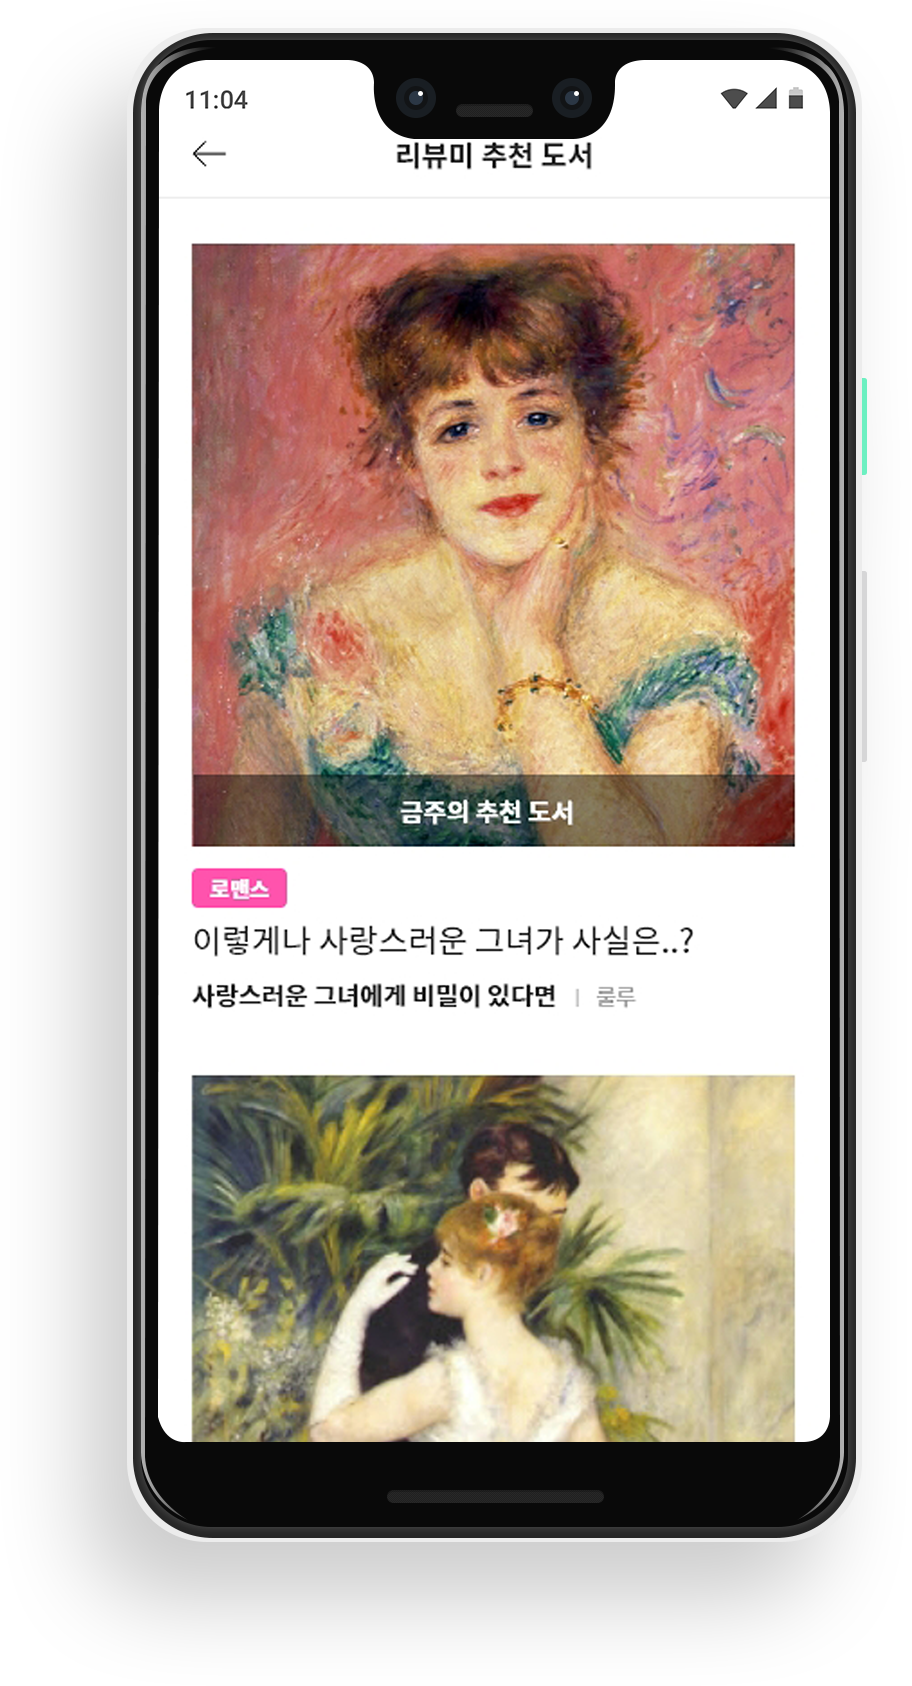 11:04
리뷰미 추천 도서
금주의 추천 도서
로맨스
이렇게나 사랑스러운 그녀가 사실은..?
사랑스러운 그녀에게 비밀이 있다면 | 룰루